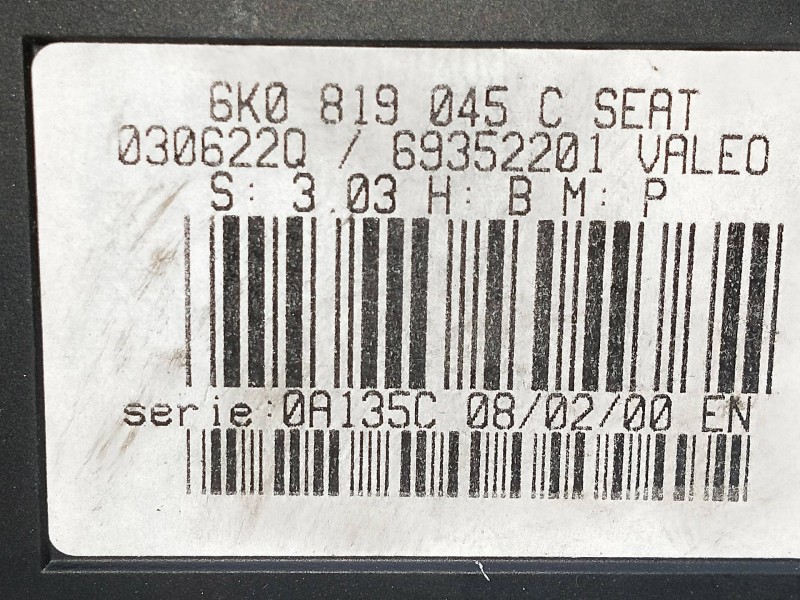 6K0 819 045 C SEAT
030622Q / 69352201 VALEO
S: 3.03 H: B M: P
serie:0A135C 08/02/00 EN